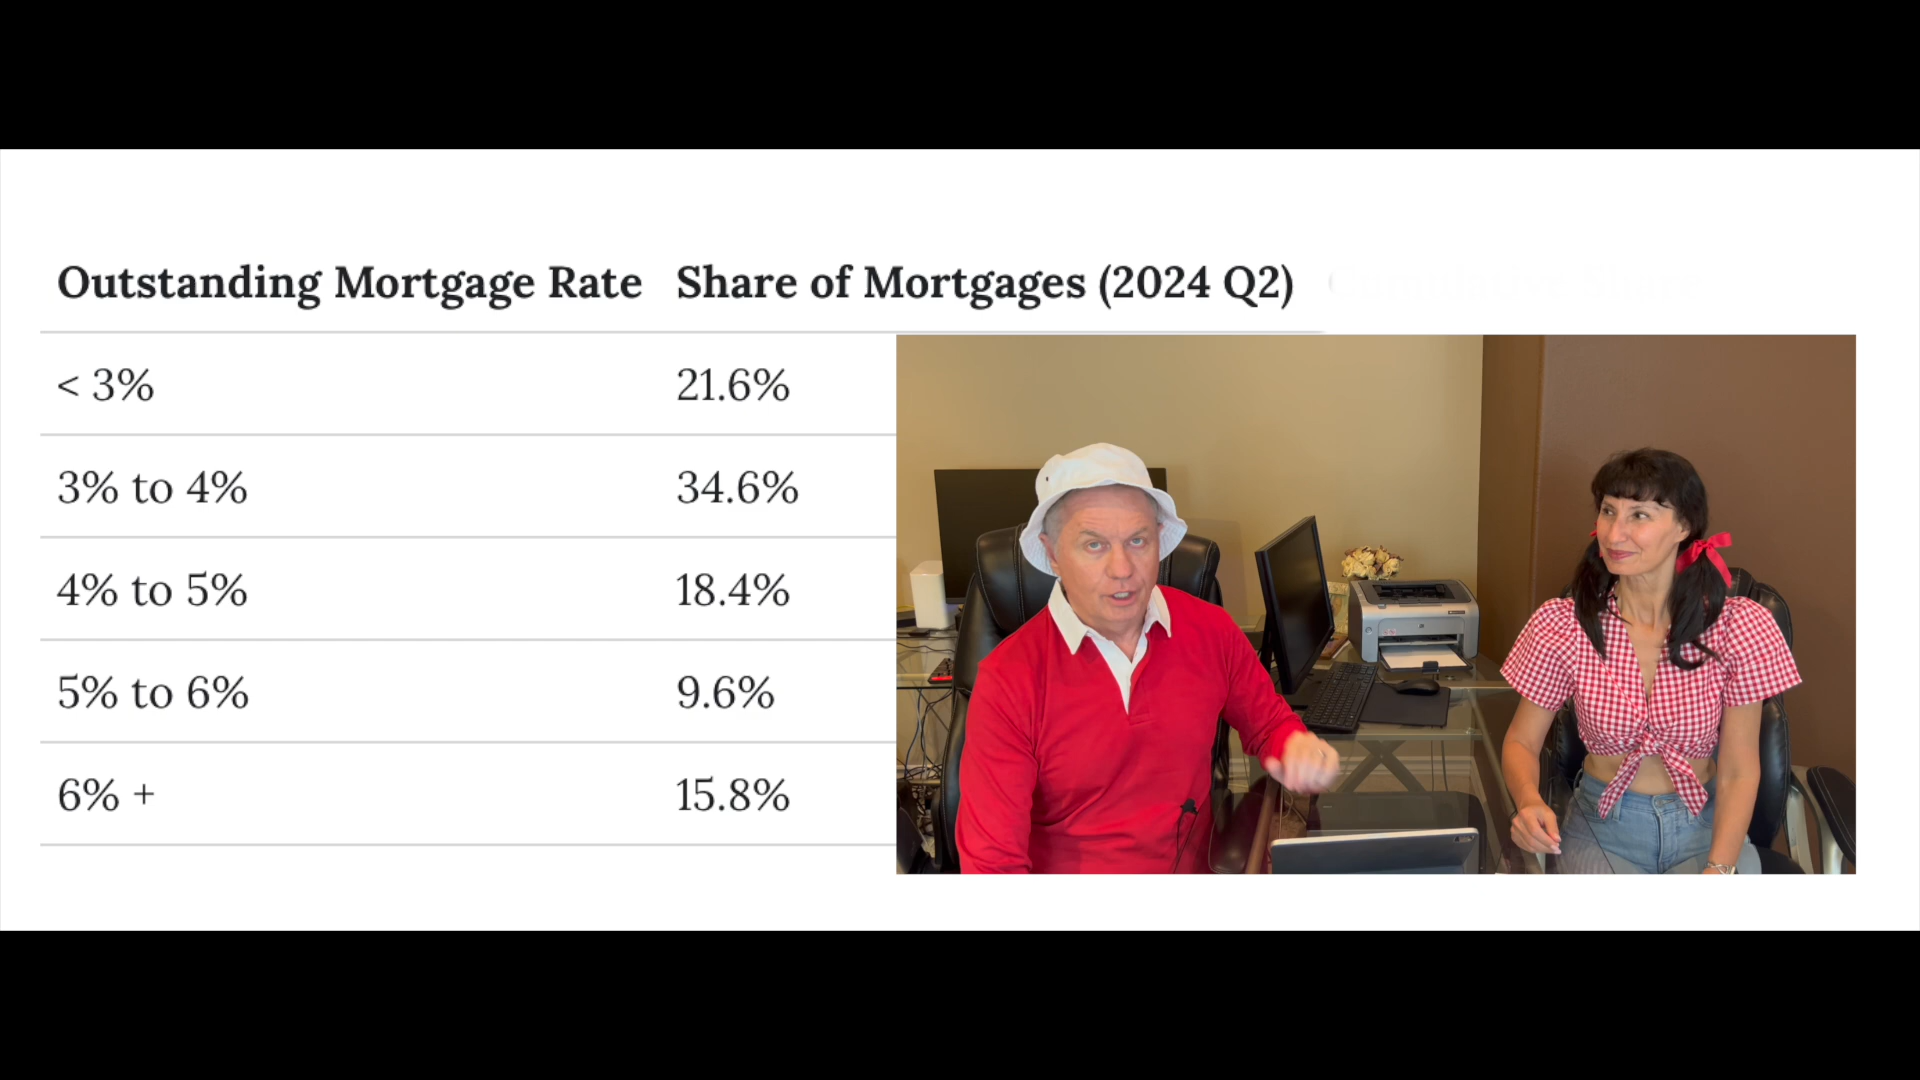 Outstanding Mortgage Rate Share of Mortgages (2024 Q2)
< 3% 21.6%
3% to 4% 34.6%
4% to 5% 18.4%
5% to 6% 9.6%
6% + 15.8%